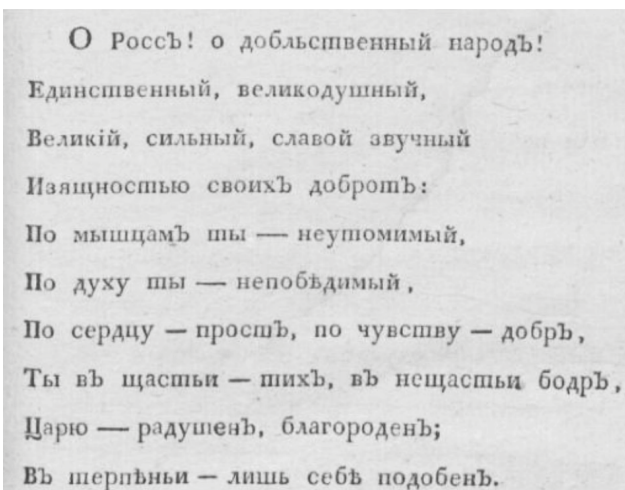 О Россъ! о добльственный народъ!
Единственный, великодушный,
Великій, сильный, славой звучный
Изящностью своихъ добротъ:
По мышцамъ ты — неутомимый,
По духу ты — непобѣдимый,
По сердцу — простъ, по чувству — добръ,
Ты въ щастьи — тихъ, въ нещастьи бодръ,
Царю — радушенъ, благороденъ;
Въ терпѣньи — лишь себѣ подобенъ.